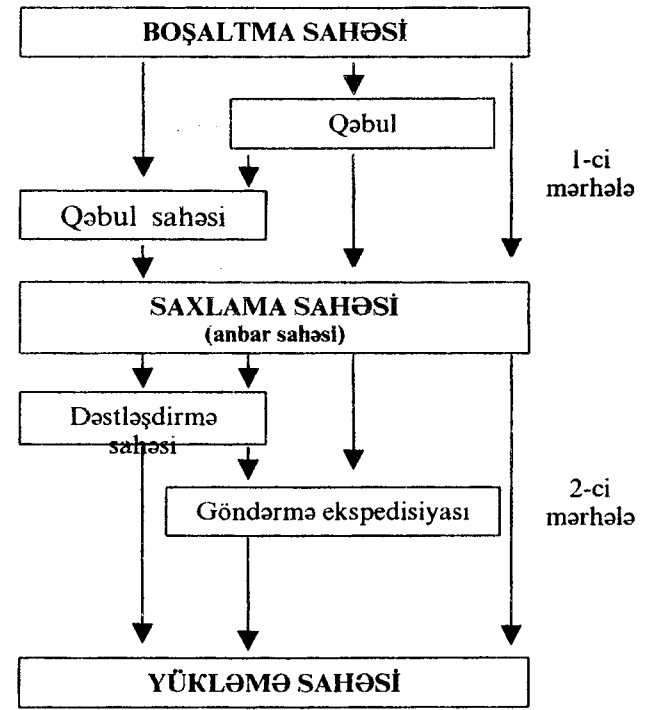 BOŞALTMA SAHƏSİ
Qəbul
1-ci
mərhələ
Qəbul sahəsi
SAXLAMA SAHƏSİ
(anbar sahəsi)
Dəstləşdirmə
sahəsi
2-ci
mərhələ
Göndərmə ekspedisiyası
YÜKLƏMƏ SAHƏSİ